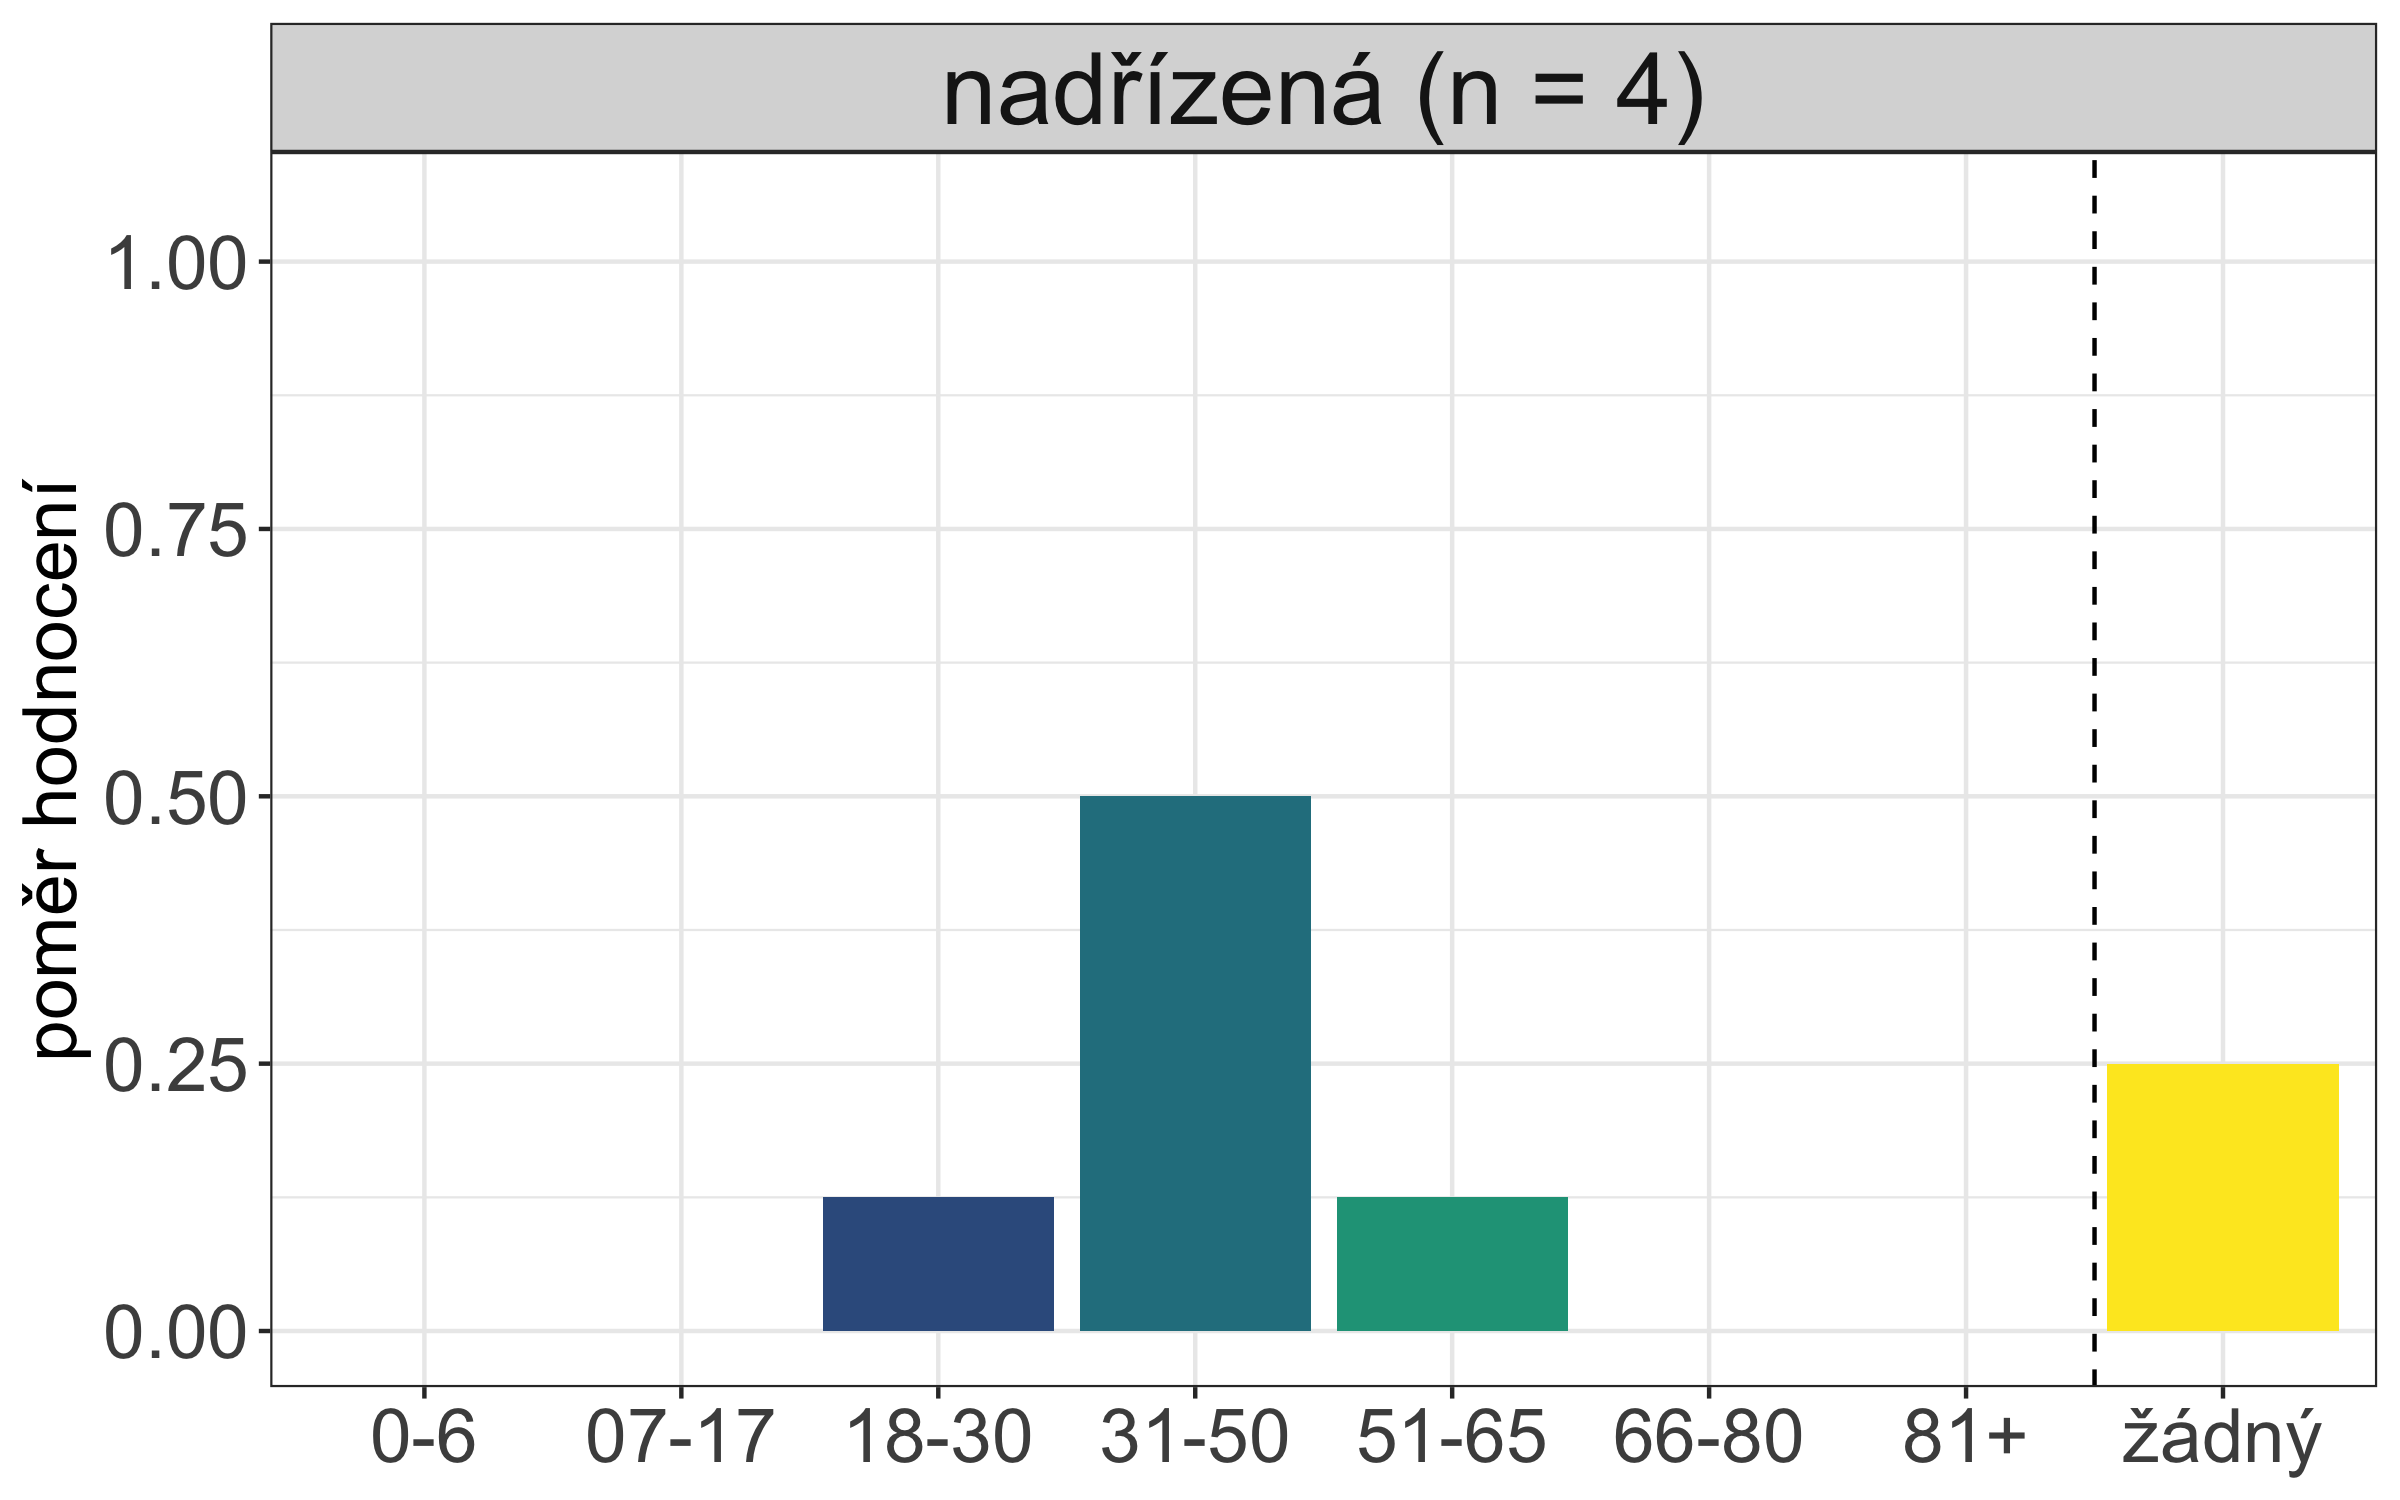 nadřízená (n = 4)
poměr hodnocení
1.00
0.75
0.50
0.25
0.00
0-6 07-17 18-30 31-50 51-65 66-80 81+ žádný